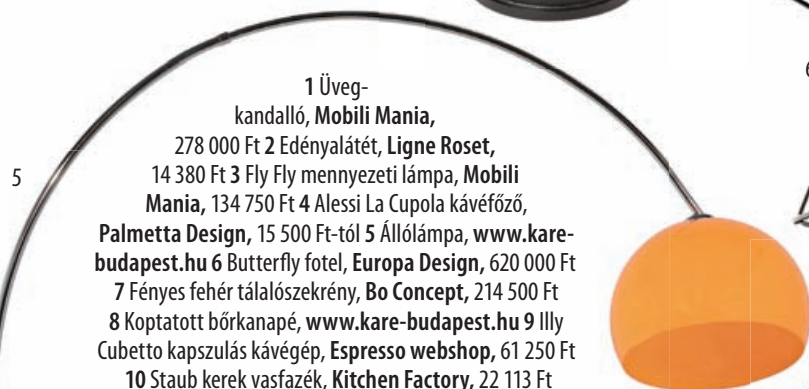 1 Üveg-
kandalló, Mobili Mania,
278 000 Ft 2 Edényalátét, Ligne Roset,
14 380 Ft 3 Fly Fly mennyezeti lámpa, Mobili
Mania, 134 750 Ft 4 Alessi La Cupola kávéfőző,
Palmetta Design, 15 500 Ft-tól 5 Állólámpa, www.kare-
budapest.hu 6 Butterfly fotel, Europa Design, 620 000 Ft
7 Fényes fehér tálalószekrény, Bo Concept, 214 500 Ft
8 Koptatott bőrkanapé, www.kare-budapest.hu 9 Illy
Cubetto kapszulás kávégép, Espresso webshop, 61 250 Ft
10 Staub kerek vasfazék, Kitchen Factory, 22 113 Ft
5